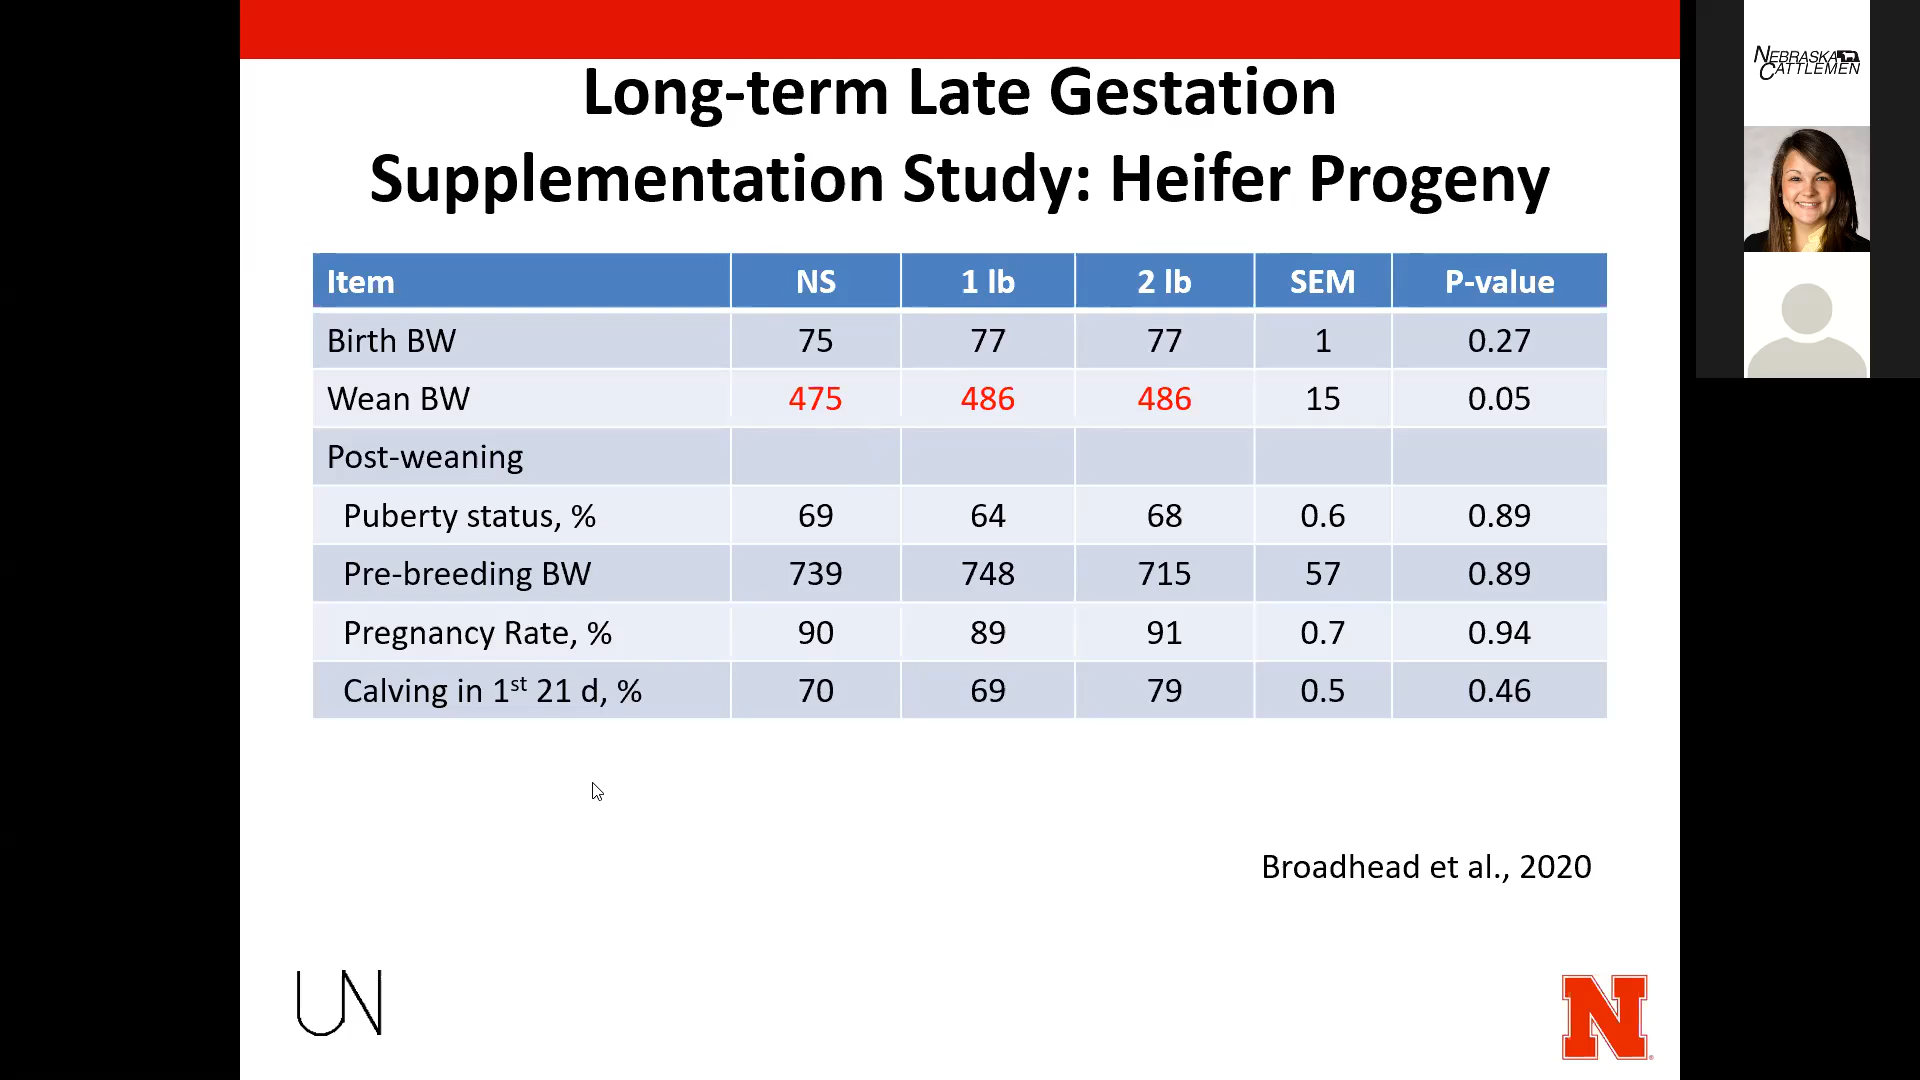 Long-term Late Gestation
Supplementation Study: Heifer Progeny
Item NS 1 lb 2 lb SEM P-value
Birth BW 75 77 77 1 0.27
Wean BW 475 486 486 15 0.05
Post-weaning
Puberty status, % 69 64 68 0.6 0.89
Pre-breeding BW 739 748 715 57 0.89
Pregnancy Rate, % 90 89 91 0.7 0.94
Calving in 1st 21 d, % 70 69 79 0.5 0.46
Broadhead et al., 2020
UN
N
NEBRASKA
CATTLEMEN